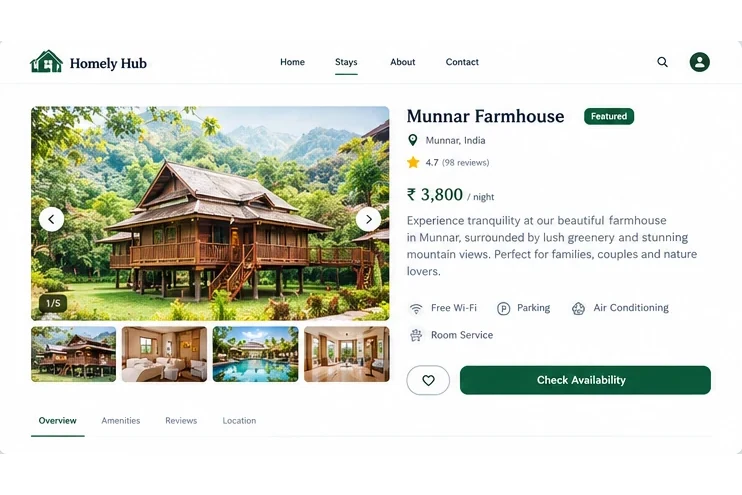 Homely Hub
Home
Stays
About
Contact
Munnar Farmhouse
Featured
Munnar, India
4.7 (98 reviews)
₹ 3,800 / night
Experience tranquility at our beautiful farmhouse
in Munnar, surrounded by lush greenery and stunning
mountain views. Perfect for families, couples and nature
lovers.
Free Wi-Fi
Parking
Air Conditioning
Room Service
1/5
Check Availability
Overview
Amenities
Reviews
Location